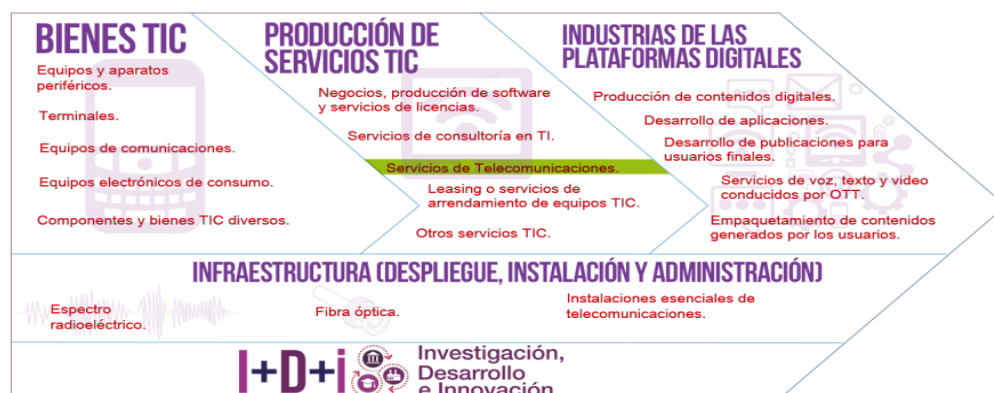 BIENES TIC
Equipos y aparatos
periféricos.
Terminales.
Equipos de comunicaciones.
Equipos electrónicos de consumo.
Componentes y bienes TIC diversos.
PRODUCCIÓN DE
SERVICIOS TIC
Negocios, producción de software
y servicios de licencias.
Servicios de consultoría en TI.
Servicios de Telecomunicaciones.
Leasing o servicios de
arrendamiento de equipos TIC.
Otros servicios TIC.
INDUSTRIAS DE LAS
PLATAFORMAS DIGITALES
Producción de contenidos digitales.
Desarrollo de aplicaciones.
Desarrollo de publicaciones para
usuarios finales.
Servicios de voz, texto y video
conducidos por OTT.
Empaquetamiento de contenidos
generados por los usuarios.
INFRAESTRUCTURA (DESPLIEGUE, INSTALACIÓN Y ADMINISTRACIÓN)
Espectro
radioeléctrico.
Fibra óptica.
Instalaciones esenciales de
telecomunicaciones.
I+D+i
Investigación,
Desarrollo
e Innovación